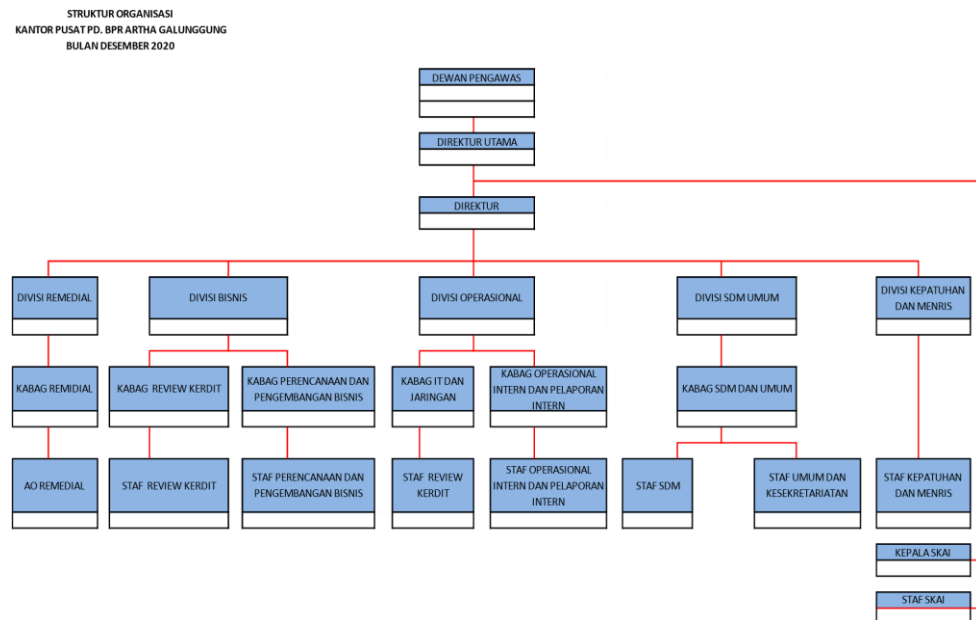 STRUKTUR ORGANISASI
KANTOR PUSAT PD. BPR ARTHA GALUNGGUNG
BULAN DESEMBER 2020
DEWAN PENGAWAS
DIREKTUR UTAMA
DIREKTUR
DIVISI REMEDIAL
DIVISI BISNIS
DIVISI OPERASIONAL
DIVISI SDM UMUM
DIVISI KEPATUHAN
DAN MENRIS
KABAG REMIDIAL
KABAG REVIEW KERDIT
KABAG PERENCANAAN DAN
PENGEMBANGAN BISNIS
KABAG IT DAN
JARINGAN
KABAG OPERASIONAL
INTERN DAN PELAPORAN
INTERN
KABAG SDM DAN UMUM
AO REMEDIAL
STAF REVIEW KERDIT
STAF PERENCANAAN DAN
PENGEMBANGAN BISNIS
STAF REVIEW
KERDIT
STAF OPERASIONAL
INTERN DAN PELAPORAN
INTERN
STAF SDM
STAF UMUM DAN
KESEKRETARIATAN
STAF KEPATUHAN
DAN MENRIS
KEPALA SKAI
STAF SKAI